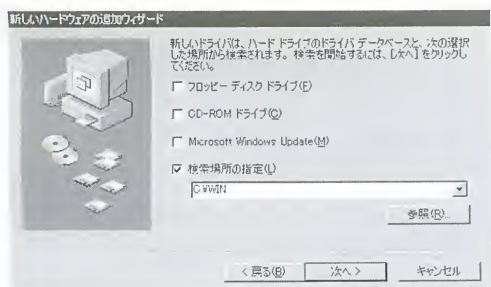 新しいハードウェアの追加ウィザード
新しいドライバは、ハード ドライブのドライバ データベースと、次の選択
した場所から検索されます。検索を開始するには、[次へ] をクリックし
てください。
フロッピー ディスク ドライブ(F)
CD-ROM ドライブ(C)
Microsoft Windows Update(M)
検索場所の指定(L)
C:¥WIN
参照(R)...
< 戻る(B)
次へ >
キャンセル